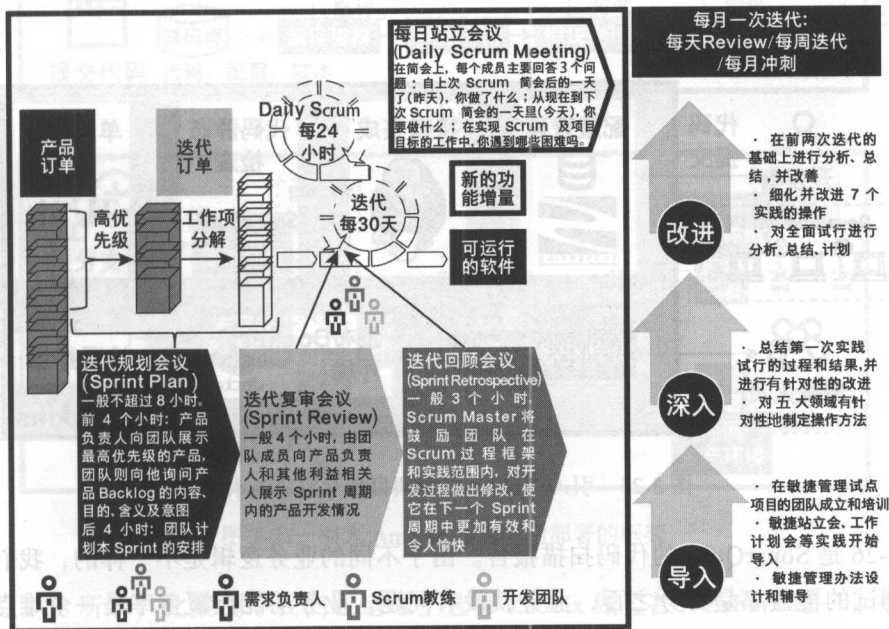 每日站立会议
(Daily Scrum Meeting)
在简会上，每个成员主要回答3个问
题：自上次 Scrum 简会后的一天
了(昨天)，你做了什么；从现在到下
次 Scrum 简会的一天里(今天)，你
要做什么；在实现 Scrum 及项目
目标的工作中，你遇到哪些困难吗。
Daily Scrum
每24
小时
产品
订单
迭代
订单
高优
先级
工作项
分解
迭代
每30天
新的功
能增量
可运行
的软件
迭代规划会议
(Sprint Plan)
一般不超过8小时。
前4个小时：产品
负责人向团队展示
最高优先级的产品，
团队则向他询问产
品Backlog的内容、
目的、含义及意图
后4小时：团队计
划本Sprint的安排
迭代复审会议
(Sprint Review)
一般4个小时，由团
队成员向产品负责
人和其他利益相关
人展示 Sprint 周期
内的产品开发情况
迭代回顾会议
(Sprint Retrospective)
一般3个小时，
Scrum Master将
鼓励团队在
Scrum过程框架
和实践范围内，对开
发过程做出修改，使
它在下一个 Sprint
周期中更加有效和
令人愉快
需求负责人
Scrum教练
开发团队
每月一次迭代：
每天Review/每周迭代
/每月冲刺
改进
· 在前两次迭代的
基础上进行分析、总
结，并改善
· 细化并改进7个
实践的操作
· 对全面试行进行
分析、总结、计划
深入
· 总结第一次实践
试行的过程和结果，并
进行有针对性的改进
· 对五大领域有针
对性地制定操作方法
导入
· 在敏捷管理试点
项目的团队成立和培训
· 敏捷站立会、工作
计划会等实践开始
导入
· 敏捷管理办法设
计和辅导